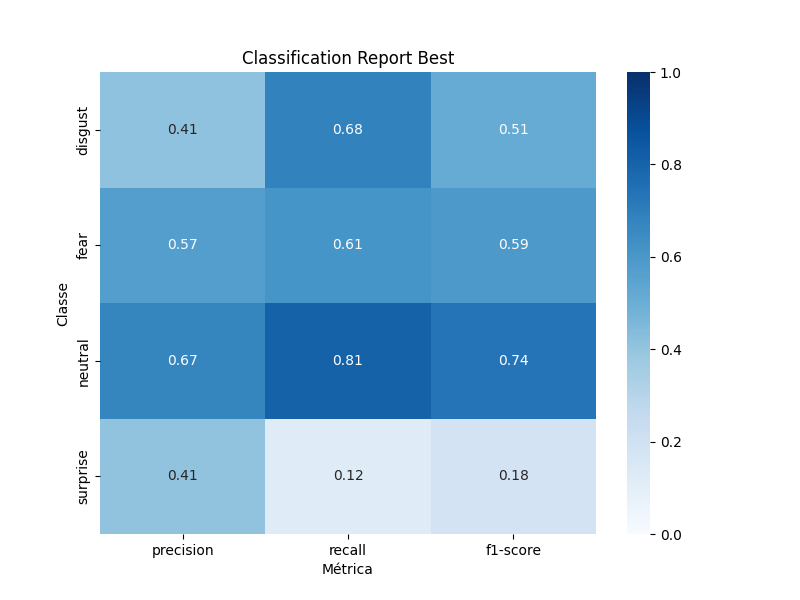 Classification Report Best
Classe
disgust
0.41 0.68 0.51
fear
0.57 0.61 0.59
neutral
0.67 0.81 0.74
surprise
0.41 0.12 0.18
precision recall f1-score
Métrica
1.0
0.8
0.6
0.4
0.2
0.0